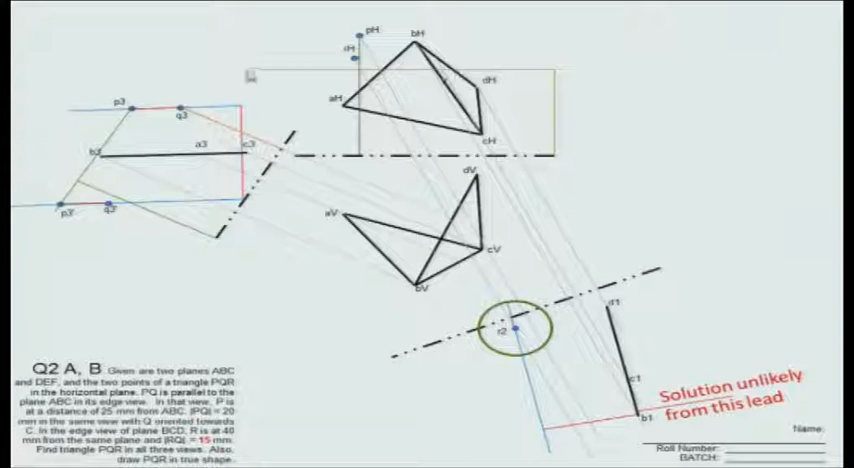 pH
bH
rH
dH
aH
cH
p3
q3
b3
a3
c3
p3'
q3'
dV
aV
cV
bV
d1
r2
c1
b1
Solution unlikely
from this lead
Q2 A, B Given are two planes ABC
and DEF, and the two points of a triangle PQR
in the horizontal plane. PQ is parallel to the
plane ABC in its edge view. In that view, P is
at a distance of 25 mm from ABC. |PQ| = 20
mm in the same view with Q oriented towards
C. In the edge view of plane BCD, R is at 40
mm from the same plane and |RQ| = 15 mm.
Find triangle PQR in all three views. Also,
draw PQR in true shape.
Name:
Roll Number:
BATCH: